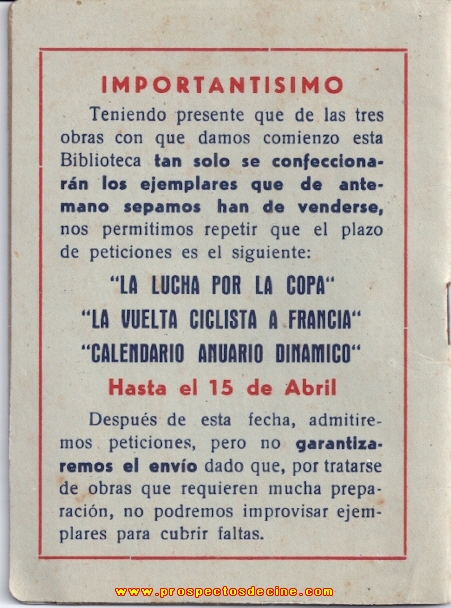 IMPORTANTISIMO
Teniendo presente que de las tres
obras con que damos comienzo esta
Biblioteca tan solo se confecciona-
rán los ejemplares que de ante-
mano sepamos han de venderse,
nos permitimos repetir que el plazo
de peticiones es el siguiente:
"LA LUCHA POR LA COPA"
"LA VUELTA CICLISTA A FRANCIA"
"CALENDARIO ANUARIO DINAMICO"
Hasta el 15 de Abril
Después de esta fecha, admitire-
mos peticiones, pero no garantiza-
remos el envío dado que, por tratarse
de obras que requieren mucha prepa-
ración, no podremos improvisar ejem-
plares para cubrir faltas.
www.prospectosdecine.com